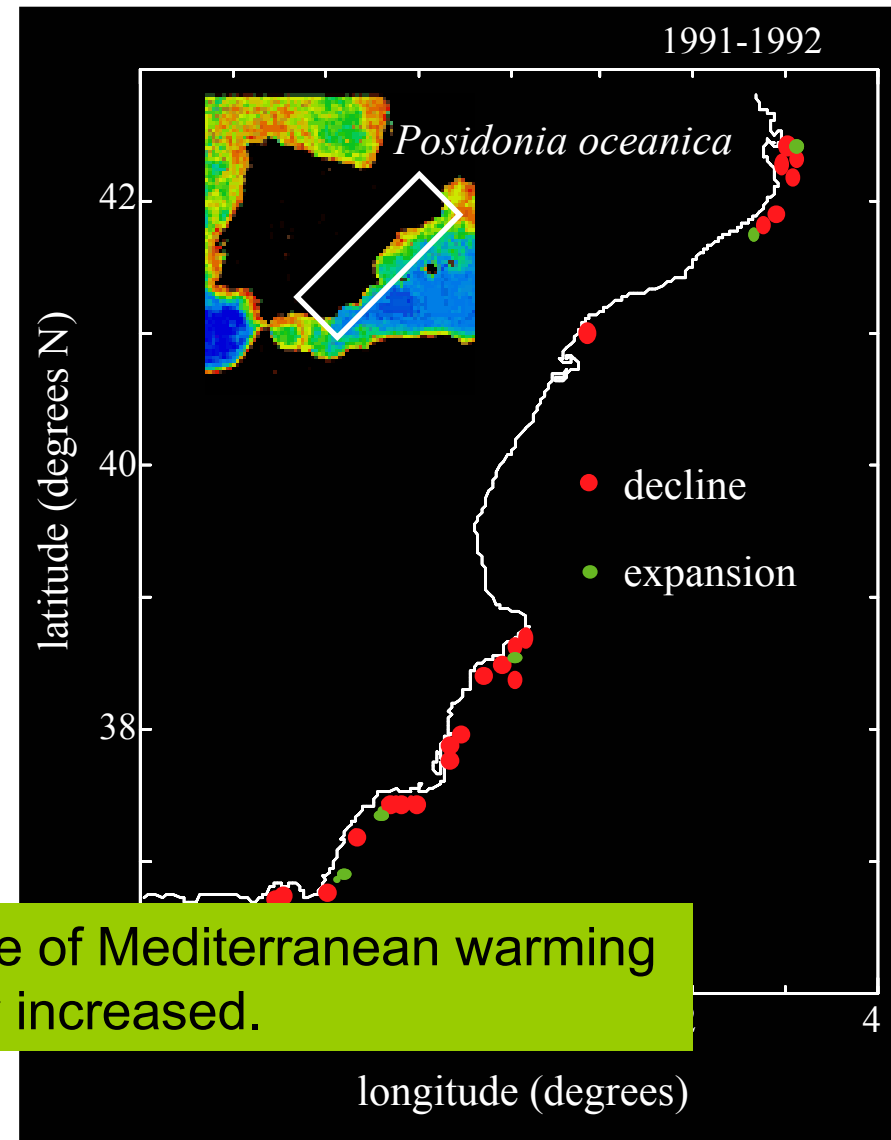 1991-1992
Posidonia oceanica
42
latitude (degrees N)
40
decline
expansion
38
of Mediterranean warming
increased.
4
longitude (degrees)